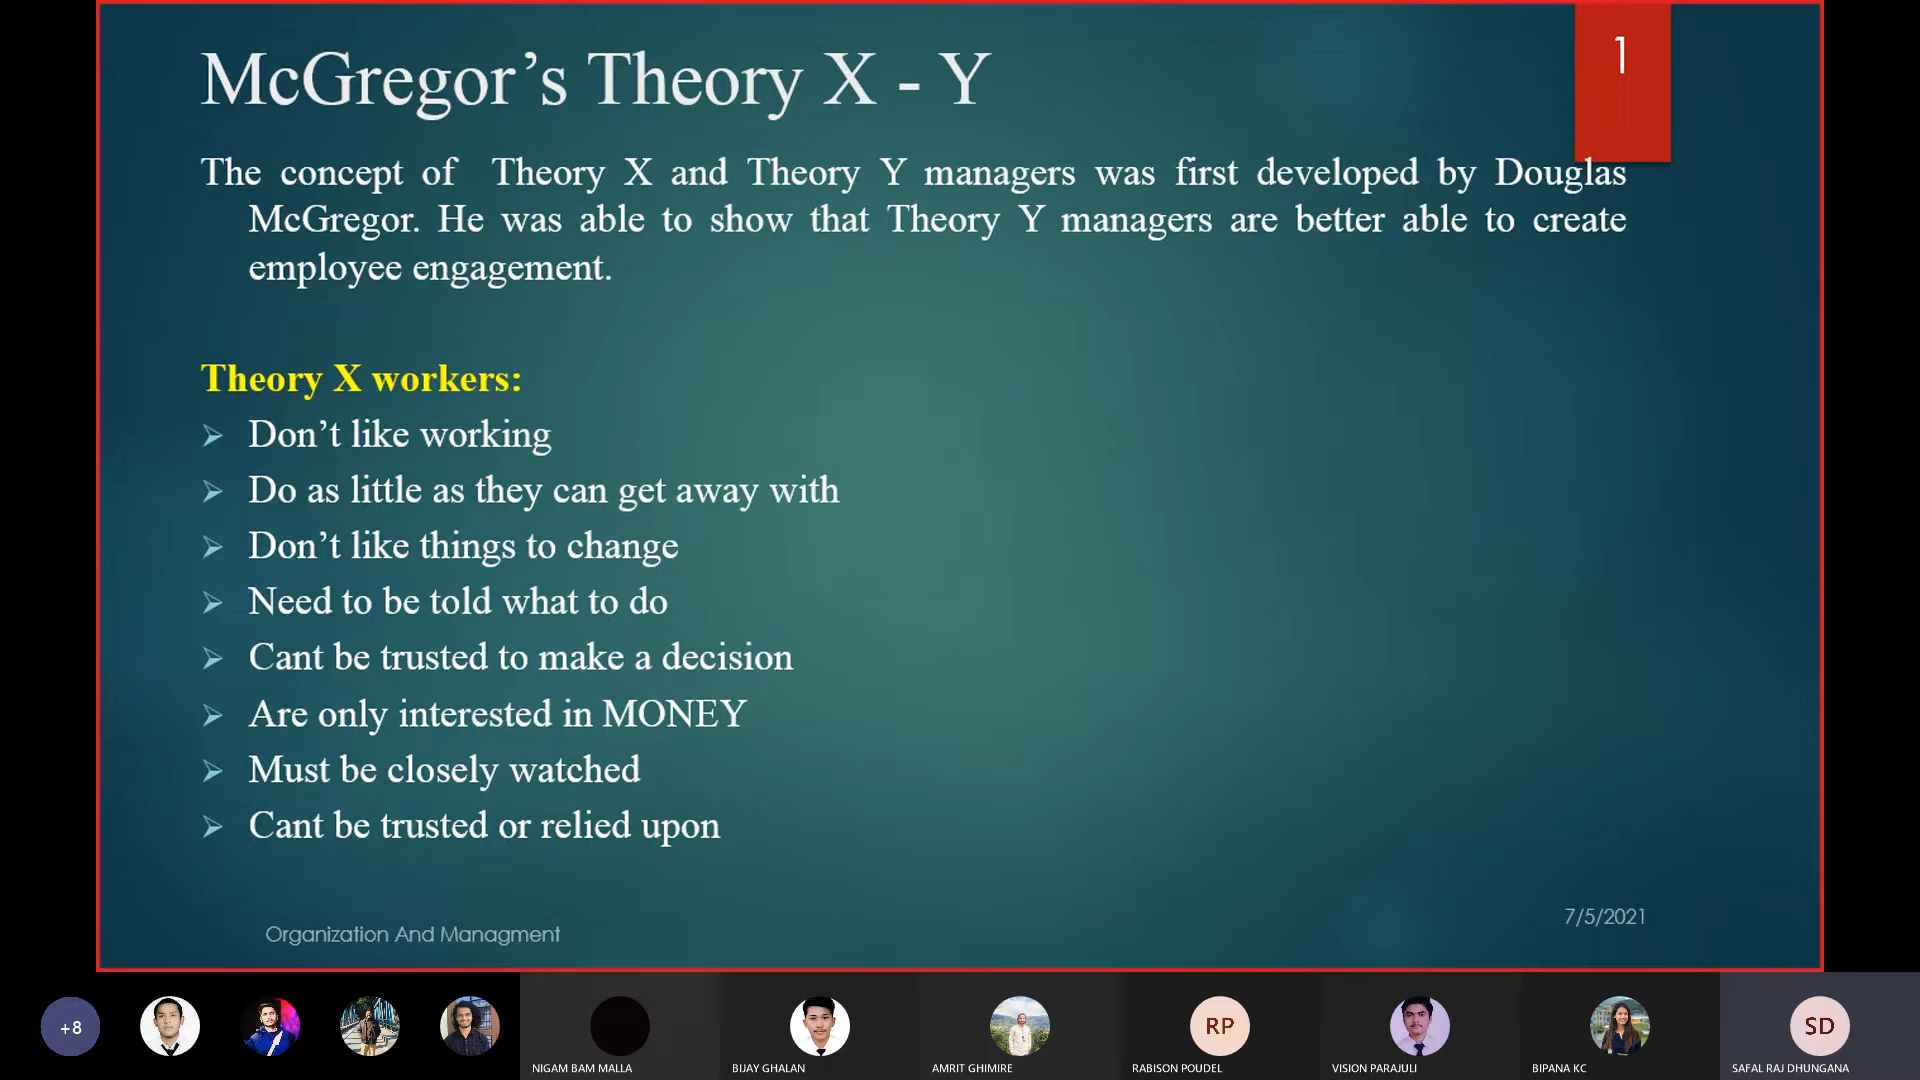 McGregor’s Theory X - Y
1
The concept of Theory X and Theory Y managers was first developed by Douglas
McGregor. He was able to show that Theory Y managers are better able to create
employee engagement.
Theory X workers:
Don’t like working
Do as little as they can get away with
Don’t like things to change
Need to be told what to do
Cant be trusted to make a decision
Are only interested in MONEY
Must be closely watched
Cant be trusted or relied upon
Organization And Managment
7/5/2021
+8
RP
SD
NIGAM BAM MALLA
BIJAY GHALAN
AMRIT GHIMIRE
RABISON POUDEL
VISION PARAJULI
BIPANA KC
SAFAL RAJ DHUNGANA